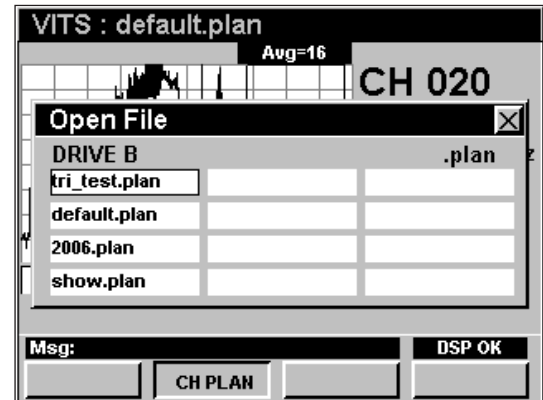 VITS : default.plan
Avg=16
CH 020
Open File
DRIVE B .plan
tri_test.plan
default.plan
2006.plan
show.plan
Msg: DSP OK
CH PLAN